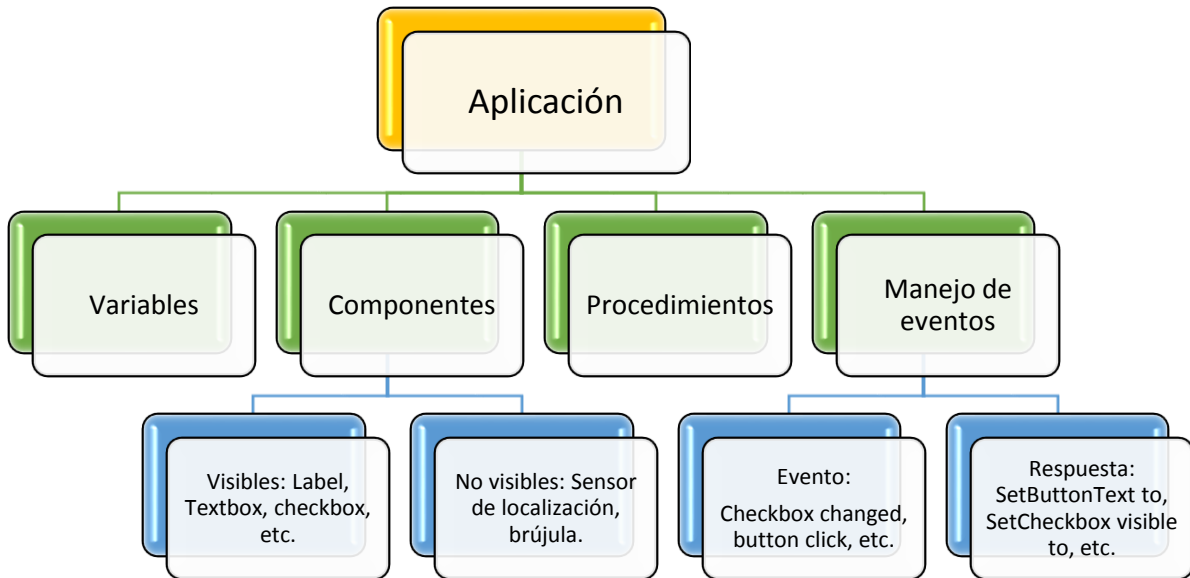 Aplicación
Variables
Componentes
Procedimientos
Manejo de
eventos
Visibles: Label,
Textbox, checkbox,
etc.
No visibles: Sensor
de localización,
brújula.
Evento:
Checkbox changed,
button click, etc.
Respuesta:
SetButtonText to,
SetCheckbox visible
to, etc.